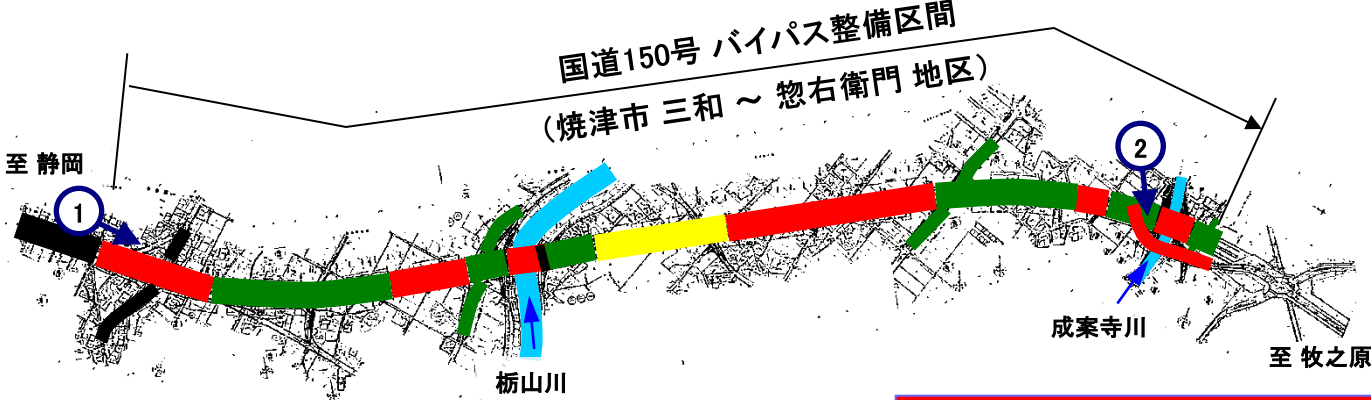 国道150号 バイパス整備区間
(焼津市 三和 ～ 惣右衛門 地区)
至 静岡
1
2
成案寺川
栃山川
至 牧之原